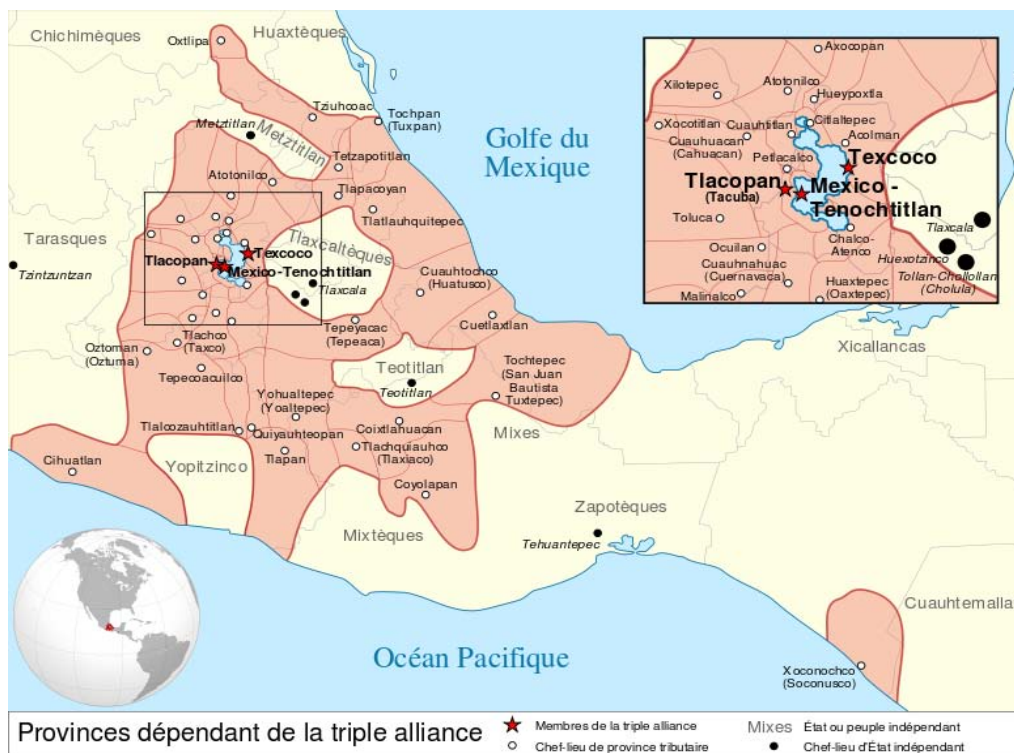 Chichimèques
Huaxtèques
Oxtlipa
Tziuhcoac
Tochpan
(Tuxpan)
Metztitlan
Metztitlan
Golfe du
Mexique
Tetzapotitlan
Atotonilco
Tlapacoyan
Tlatlauhquitepec
Tarasques
Tzintzuntzan
Tlaxcaltèques
Texcoco
Tlacopan
Mexico-Tenochtitlan
Tlaxcala
Cuauhtochco
(Huatusco)
Cuetlaxtlan
Tepeyacac
(Tepeaca)
Tlachco
(Taxco)
Oztoman
(Oztuma)
Tepecoacuilco
Teotitlan
Teotitlan
Tochtepec
(San Juan
Bautista
Tuxtepec)
Yohualtepec
(Yoaltepec)
Tlalcozauhtitlan
Quiyauhteopan
Coixtlahuacan
Tlachquiauhco
(Tlaxiaco)
Tlapan
Mixes
Cihuatlan
Yopitzinco
Coyolapan
Mixtèques
Zapotèques
Tehuantepec
Xicallancas
Cuauhtemallan
Xoconochco
(Soconusco)
Océan Pacifique
Axocopan
Xilotepec
Atotonilco
Hueypoxtla
Xocotitlan
Cuauhtitlan
Citlaltepec
Cuauhuacan
(Cahuacan)
Acolman
Petlacalco
Texcoco
Tlacopan
(Tacuba)
Mexico -
Tenochtitlan
Toluca
Tlaxcala
Chalco-
Atenco
Ocuilan
Huexotzinco
Cuauhnahuac
(Cuernavaca)
Tollan-Chollollan
(Cholula)
Malinalco
Huaxtepec
(Oaxtepec)
Provinces dépendant de la triple alliance
Membres de la triple alliance
Chef-lieu de province tributaire
Mixes
État ou peuple indépendant
Chef-lieu d'État indépendant